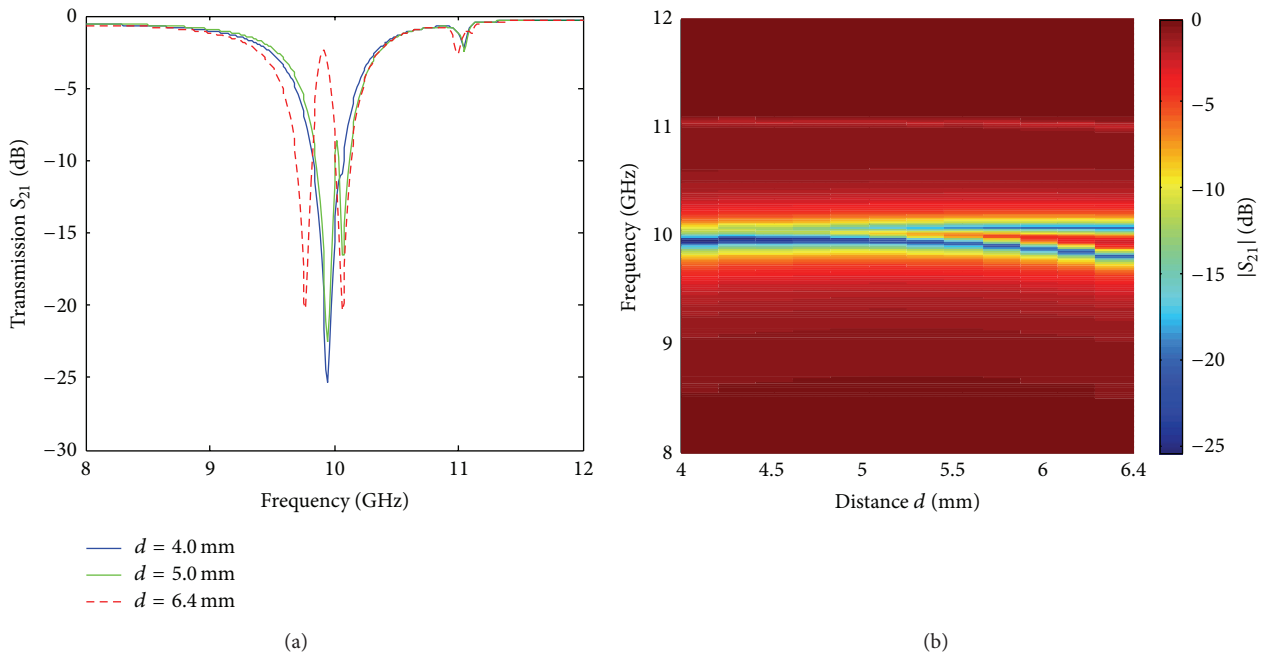 0
−5
−10
−15
−20
−25
−30
Transmission S21 (dB)
8
9
10
11
12
Frequency (GHz)
d = 4.0 mm
d = 5.0 mm
d = 6.4 mm
(a)
12
11
10
9
8
Frequency (GHz)
4
4.5
5
5.5
6
6.4
Distance d (mm)
0
−5
−10
−15
−20
−25
|S21| (dB)
(b)